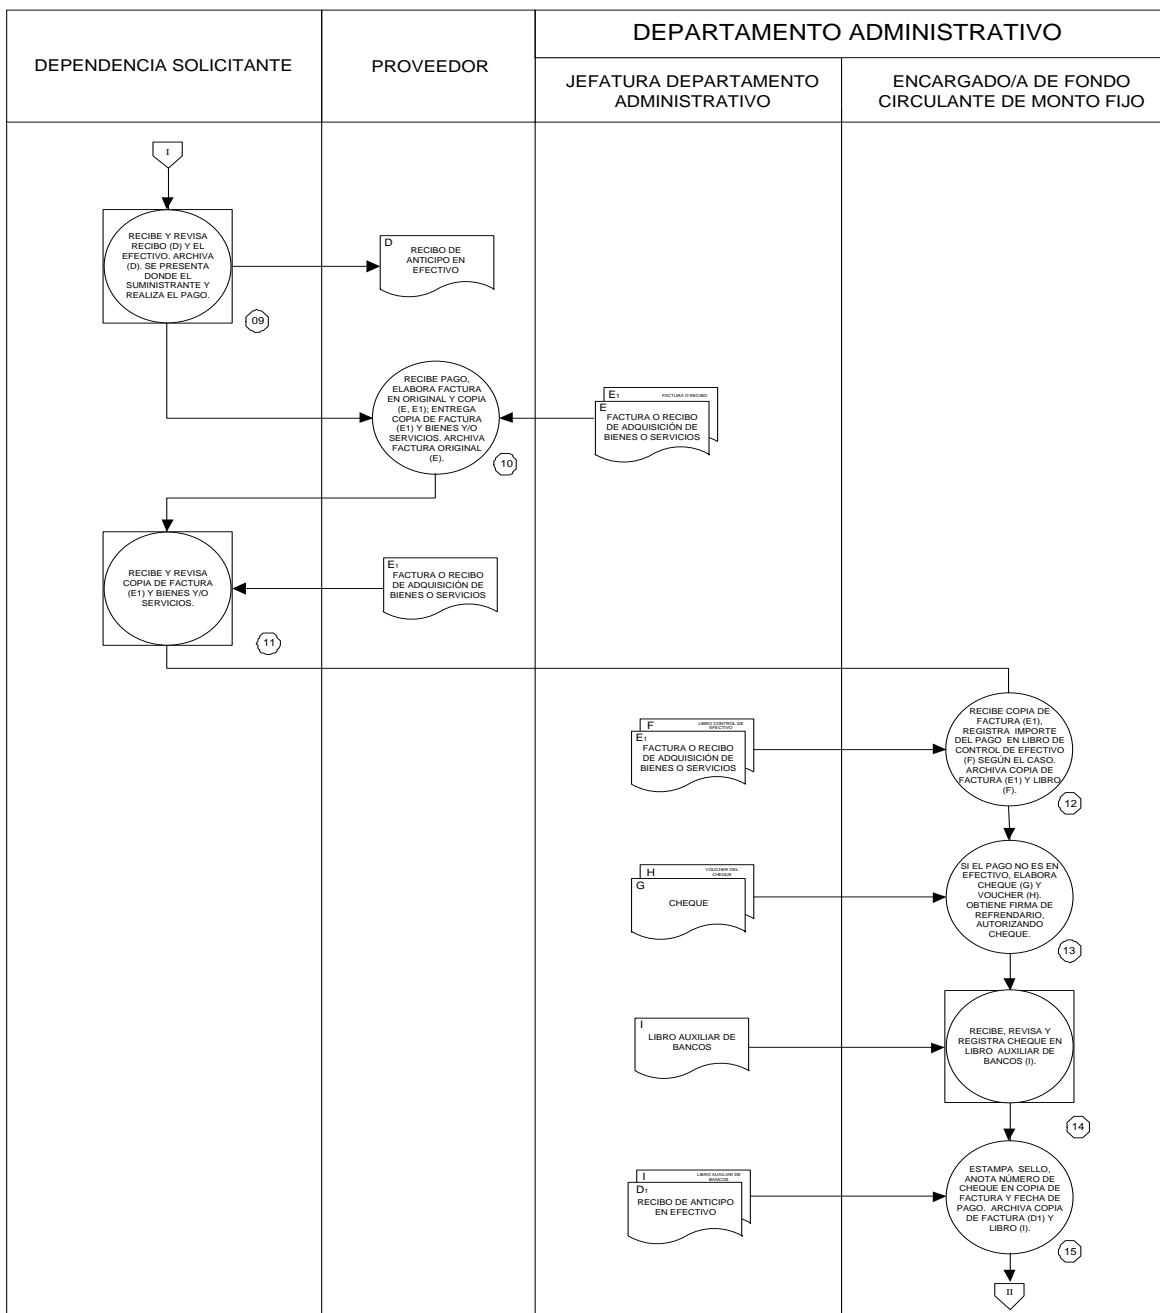 DEPARTAMENTO ADMINISTRATIVO
DEPENDENCIA SOLICITANTE
PROVEEDOR
JEFATURA DEPARTAMENTO
ADMINISTRATIVO
ENCARGADO/A DE FONDO
CIRCULANTE DE MONTO FIJO
I
RECIBE Y REVISA
RECIBO (D) Y EL
EFECTIVO. ARCHIVA
(D). SE PRESENTA
DONDE EL
SUMINISTRANTE Y
REALIZA EL PAGO.
09
D
RECIBO DE
ANTICIPO EN
EFECTIVO
RECIBE PAGO,
ELABORA FACTURA
EN ORIGINAL Y COPIA
(E, E1); ENTREGA
COPIA DE FACTURA
(E1) Y BIENES Y/O
SERVICIOS. ARCHIVA
FACTURA ORIGINAL
(E).
10
E1
FACTURA O RECIBO
E
FACTURA O RECIBO
DE ADQUISICIÓN DE
BIENES O SERVICIOS
RECIBE Y REVISA
COPIA DE FACTURA
(E1) Y BIENES Y/O
SERVICIOS.
11
E1
FACTURA O RECIBO
DE ADQUISICIÓN DE
BIENES O SERVICIOS
F
LIBRO CONTROL DE
EFECTIVO
E1
FACTURA O RECIBO
DE ADQUISICIÓN DE
BIENES O SERVICIOS
RECIBE COPIA DE
FACTURA (E1),
REGISTRA IMPORTE
DEL PAGO EN LIBRO DE
CONTROL DE EFECTIVO
(F) SEGÚN EL CASO.
ARCHIVA COPIA DE
FACTURA (E1) Y LIBRO
(F).
12
H
VOUCHER DEL
CHEQUE
G
CHEQUE
SI EL PAGO NO ES EN
EFECTIVO, ELABORA
CHEQUE (G) Y
VOUCHER (H).
OBTIENE FIRMA DE
REFRENDARIO,
AUTORIZANDO
CHEQUE.
13
I
LIBRO AUXILIAR DE
BANCOS
RECIBE, REVISA Y
REGISTRA CHEQUE EN
LIBRO AUXILIAR DE
BANCOS (I).
14
I
LIBRO AUXILIAR DE
BANCOS
D1
RECIBO DE ANTICIPO
EN EFECTIVO
ESTAMPA SELLO,
ANOTA NÚMERO DE
CHEQUE EN COPIA DE
FACTURA Y FECHA DE
PAGO. ARCHIVA COPIA
DE FACTURA (D1) Y
LIBRO (I).
15
II